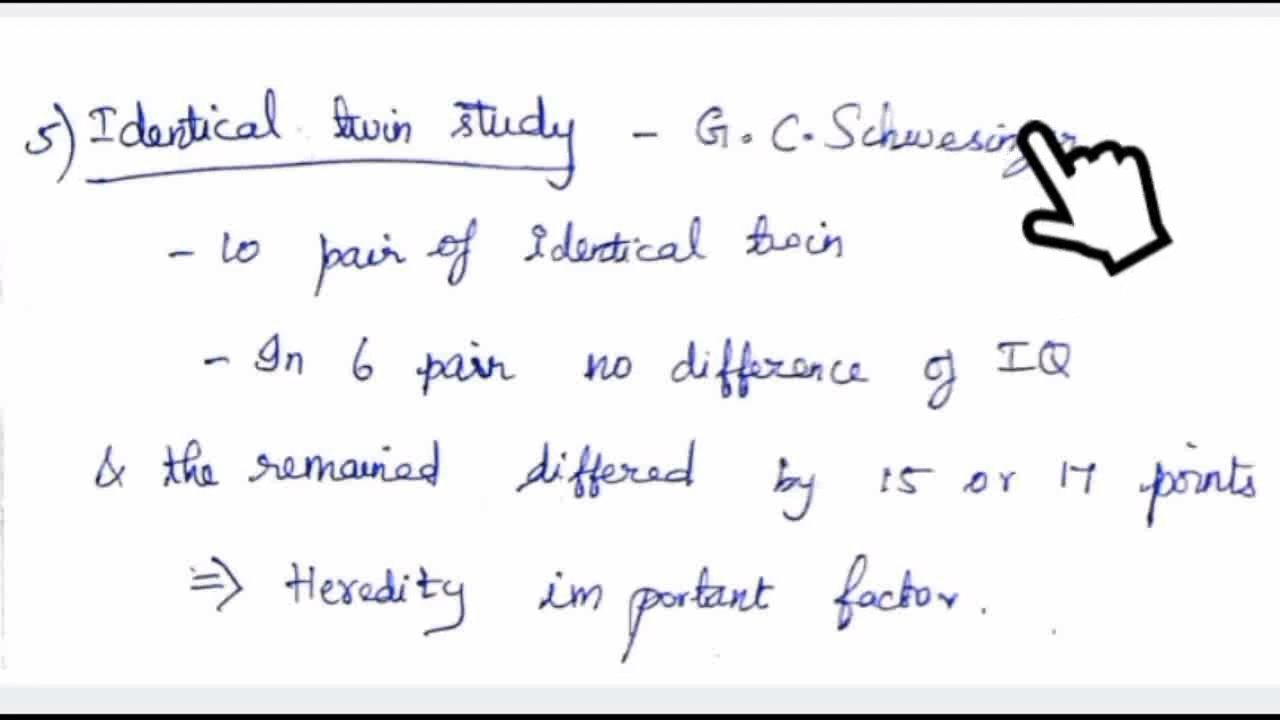 5) Identical twin study - G. C. Schwesinger
- 10 pair of identical twin
- In 6 pair no difference of IQ
& the remained differed by 15 or 17 points
=> Heredity important factor.